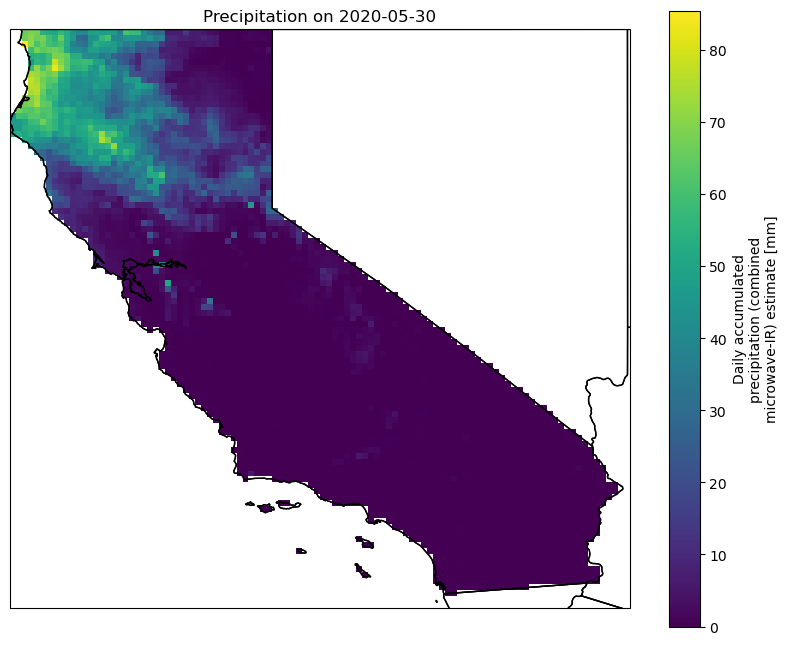 Precipitation on 2020-05-30
80
70
60
50
40
30
20
10
0
Daily accumulated
precipitation (combined
microwave-IR) estimate [mm]